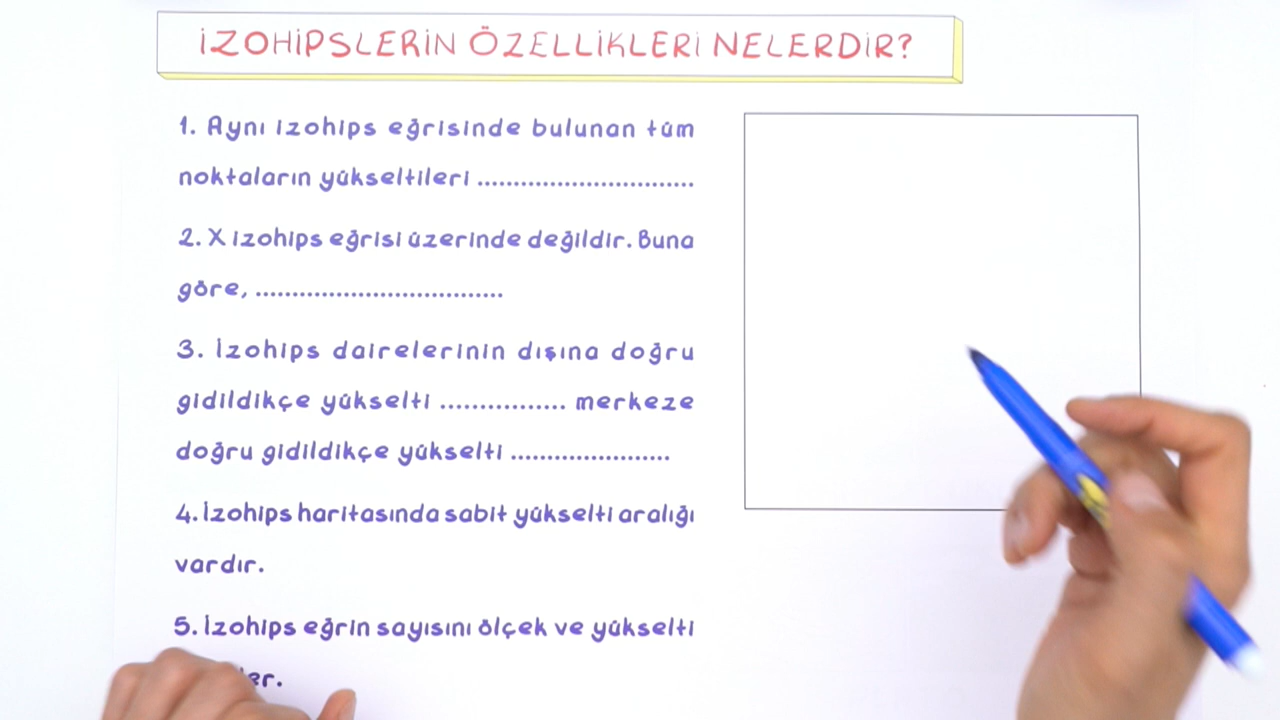 İZOHİPSLERİN ÖZELLİKLERİ NELERDİR?
1. Aynı izohips eğrisinde bulunan tüm
noktaların yükseltileri ..............................
2. X izohips eğrisi üzerinde değildir. Buna
göre, ..................................
3. İzohips dairelerinin dışına doğru
gidildikçe yükselti ................. merkeze
doğru gidildikçe yükselti ......................
4. İzohips haritasında sabit yükselti aralığı
vardır.
5. İzohips eğrin sayısını ölçek ve yükselti